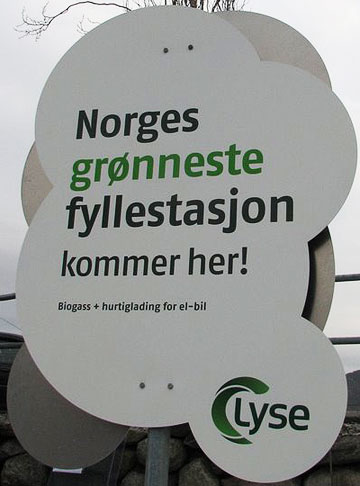 Norges
grønneste
fyllestasjon
kommer her!
Biogass + hurtiglading for el-bil
Lyse